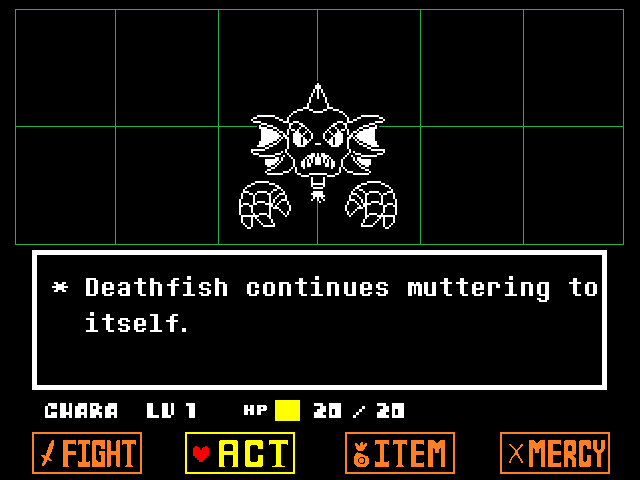 * Deathfish continues muttering to
itself.
CHARA LV 1 HP 20 / 20
FIGHT ACT ITEM MERCY